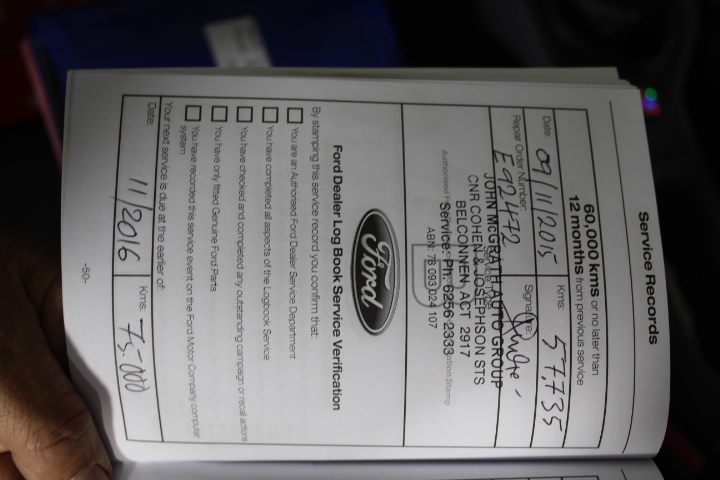 Service Records
60,000 kms or no later than
12 months from previous service
Date: 09/11/2015 Kms: 57,735
Repair Order Number: E92472 Signature:
JOHN McGRATH AUTO GROUP
CNR COHEN & JOSEPHSON STS
BELCONNEN, ACT 2917
Service: Ph: 6256 2333
ABN: 78 093 024 107
Ford
Ford Dealer Log Book Service Verification
By stamping this service record you confirm that:
You are an Authorised Ford Dealer Service Department
You have completed all aspects of the Logbook Service
You have checked and completed any outstanding campaign or recall actions
You have only fitted Genuine Ford Parts
You have recorded this service event on the Ford Motor Company computer
system
Your next service is due at the earlier of:
Date: 11/2016 Kms: 75.000
-50-